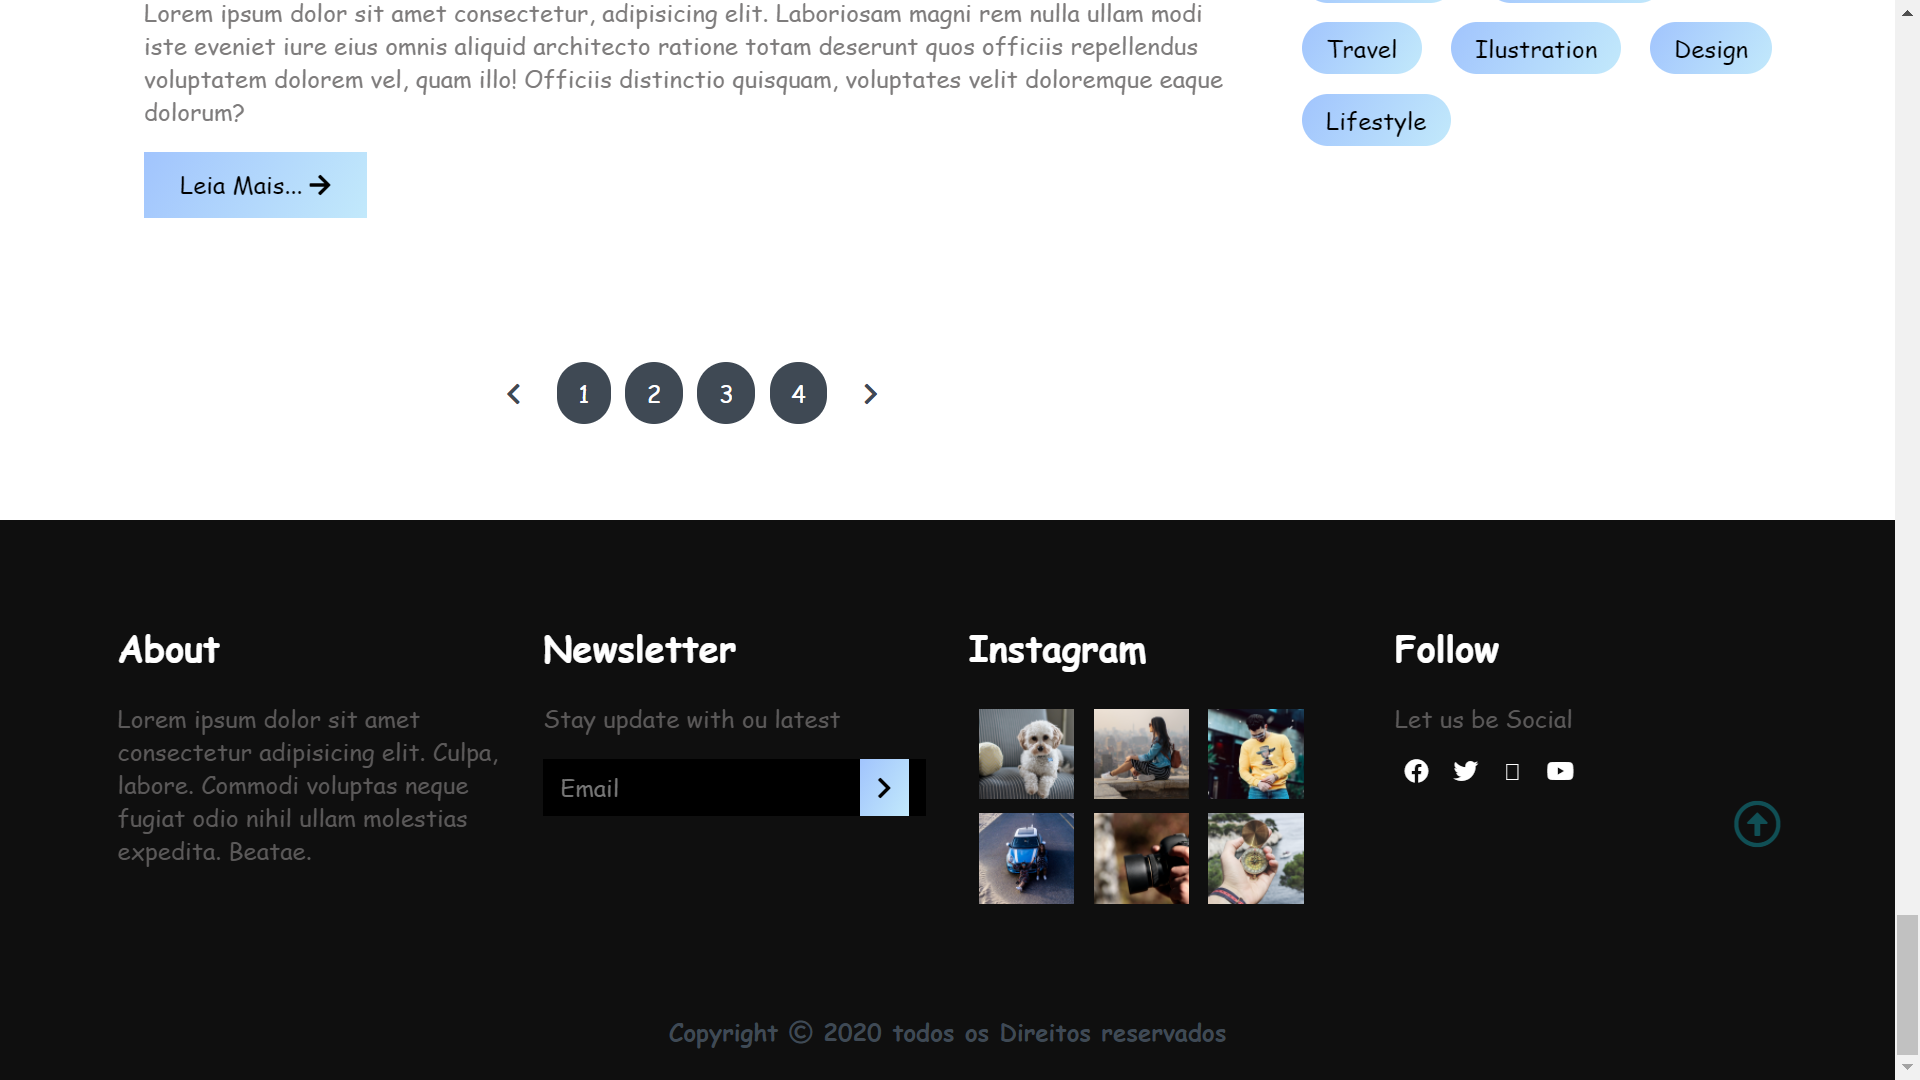 Lorem ipsum dolor sit amet consectetur, adipisicing elit. Laboriosam magni rem nulla ullam modi
iste eveniet iure eius omnis aliquid architecto ratione totam deserunt quos officiis repellendus
voluptatem dolorem vel, quam illo! Officiis distinctio quisquam, voluptates velit doloremque eaque
dolorum?
Leia Mais...
Travel Ilustration Design
Lifestyle
1 2 3 4
About
Lorem ipsum dolor sit amet
consectetur adipisicing elit. Culpa,
labore. Commodi voluptas neque
fugiat odio nihil ullam molestias
expedita. Beatae.
Newsletter
Stay update with ou latest
Email
Instagram
Follow
Let us be Social
Copyright © 2020 todos os Direitos reservados